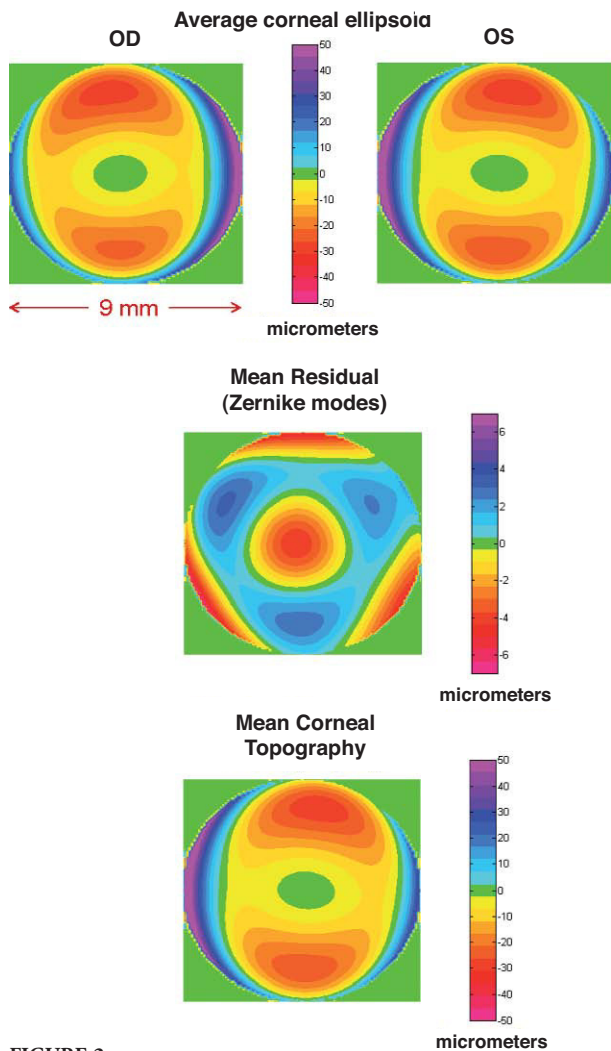 Average corneal ellipsoid
OD
OS
50
40
30
20
10
0
-10
-20
-30
-40
-50
9 mm
micrometers
Mean Residual
(Zernike modes)
6
4
2
0
-2
-4
-6
micrometers
Mean Corneal
Topography
50
40
30
20
10
0
-10
-20
-30
-40
-50
micrometers